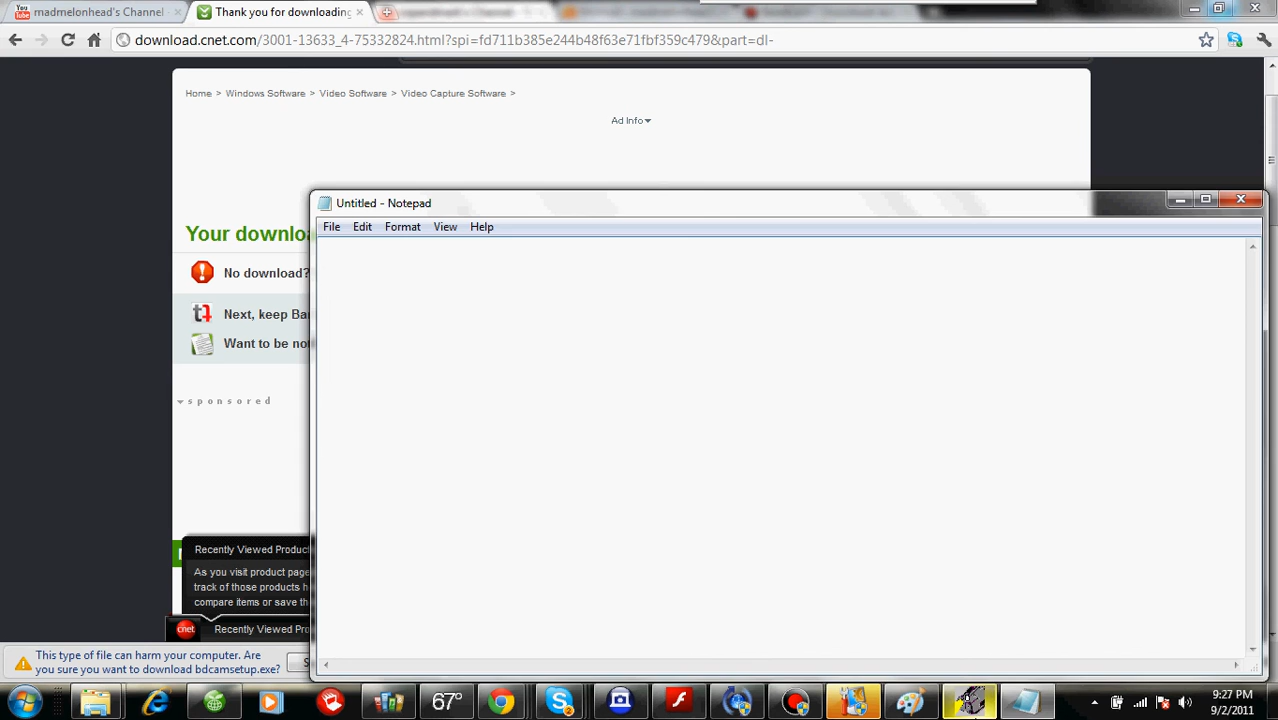 madmelonhead's Channel
Thank you for downloading
download.cnet.com/3001-13633_4-75332824.html?spi=fd711b385e244b48f63e71fbf359c479&part=dl-
Home > Windows Software > Video Software > Video Capture Software >
Ad Info
Untitled - Notepad
File Edit Format View Help
Your downlo
No download?
Next, keep Ba
Want to be no
sponsored
Recently Viewed Produc
As you visit product page
track of those products h
compare items or save th
cnet Recently Viewed Pro
This type of file can harm your computer. Are
you sure you want to download bdcamsetup.exe?
67°
9:27 PM
9/2/2011